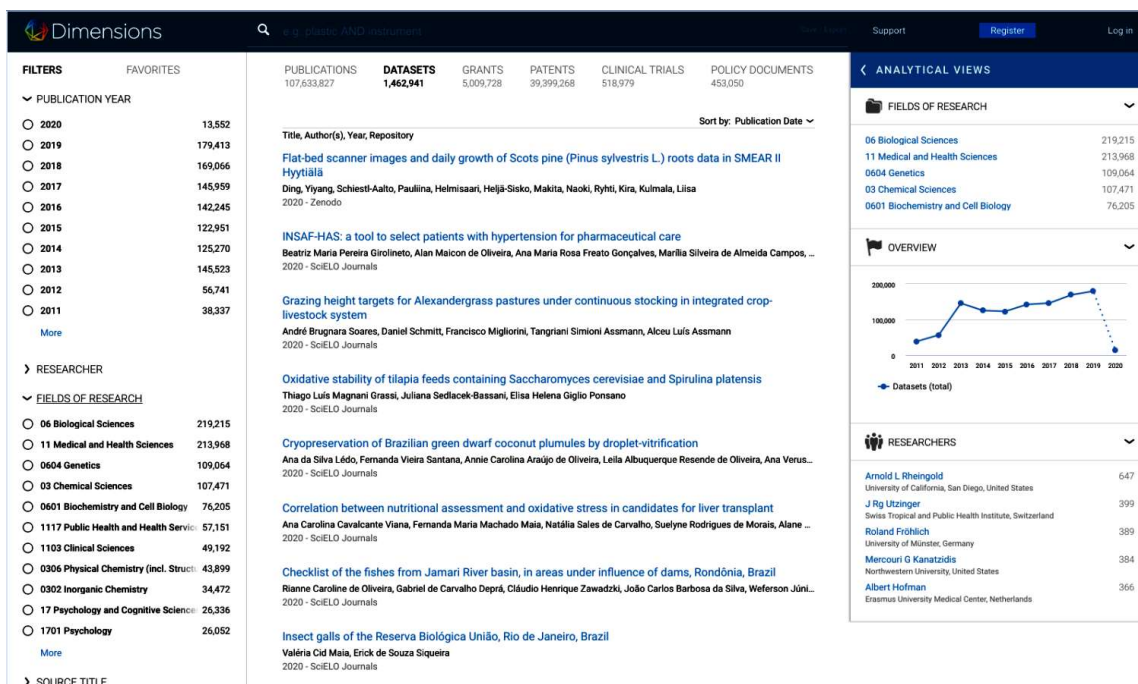 Dimensions
e.g. plastic AND instrument
Support
Register
Log in
FILTERS
FAVORITES
PUBLICATION YEAR
2020 13,552
2019 179,413
2018 169,066
2017 145,959
2016 142,245
2015 122,951
2014 125,270
2013 145,523
2012 56,741
2011 38,337
More
RESEARCHER
FIELDS OF RESEARCH
06 Biological Sciences 219,215
11 Medical and Health Sciences 213,968
0604 Genetics 109,064
03 Chemical Sciences 107,471
0601 Biochemistry and Cell Biology 76,205
1117 Public Health and Health Servic 57,151
1103 Clinical Sciences 49,192
0306 Physical Chemistry (incl. Struct 43,899
0302 Inorganic Chemistry 34,472
17 Psychology and Cognitive Science 26,336
1701 Psychology 26,052
More
SOURCE TITLE
PUBLICATIONS DATASETS GRANTS PATENTS CLINICAL TRIALS POLICY DOCUMENTS
107,633,827 1,462,941 5,009,728 39,399,268 518,979 453,050
Sort by: Publication Date
Title, Author(s), Year, Repository
Flat-bed scanner images and daily growth of Scots pine (Pinus sylvestris L.) roots data in SMEAR II
Hyytiälä
Ding, Yiyang, Schiestl-Aalto, Pauliina, Helmisaari, Heljä-Sisko, Makita, Naoki, Ryhti, Kira, Kulmala, Liisa
2020 - Zenodo
INSAF-HAS: a tool to select patients with hypertension for pharmaceutical care
Beatriz Maria Pereira Girolineto, Alan Maicon de Oliveira, Ana Maria Rosa Freato Gonçalves, Marília Silveira de Almeida Campos, ...
2020 - SciELO Journals
Grazing height targets for Alexandergrass pastures under continuous stocking in integrated crop-
livestock system
André Brugnara Soares, Daniel Schmitt, Francisco Migliorini, Tangriani Simioni Assmann, Alceu Luís Assmann
2020 - SciELO Journals
Oxidative stability of tilapia feeds containing Saccharomyces cerevisiae and Spirulina platensis
Thiago Luís Magnani Grassi, Juliana Sedlacek-Bassani, Elisa Helena Giglio Ponsano
2020 - SciELO Journals
Cryopreservation of Brazilian green dwarf coconut plumules by droplet-vitrification
Ana da Silva Lédo, Fernanda Vieira Santana, Annie Carolina Araújo de Oliveira, Leila Albuquerque Resende de Oliveira, Ana Verus...
2020 - SciELO Journals
Correlation between nutritional assessment and oxidative stress in candidates for liver transplant
Ana Carolina Cavalcante Viana, Fernanda Maria Machado Maia, Natália Sales de Carvalho, Suelyne Rodrigues de Morais, Alane ...
2020 - SciELO Journals
Checklist of the fishes from Jamari River basin, in areas under influence of dams, Rondônia, Brazil
Rianne Caroline de Oliveira, Gabriel de Carvalho Deprá, Cláudio Henrique Zawadzki, João Carlos Barbosa da Silva, Weferson Júni...
2020 - SciELO Journals
Insect galls of the Reserva Biológica União, Rio de Janeiro, Brazil
Valéria Cid Maia, Erick de Souza Siqueira
2020 - SciELO Journals
ANALYTICAL VIEWS
FIELDS OF RESEARCH
06 Biological Sciences 219,215
11 Medical and Health Sciences 213,968
0604 Genetics 109,064
03 Chemical Sciences 107,471
0601 Biochemistry and Cell Biology 76,205
OVERVIEW
200,000
100,000
0
2011 2012 2013 2014 2015 2016 2017 2018 2019 2020
Datasets (total)
RESEARCHERS
Arnold L Rheingold 647
University of California, San Diego, United States
J Rg Utzinger 399
Swiss Tropical and Public Health Institute, Switzerland
Roland Fröhlich 389
University of Münster, Germany
Mercouri G Kanatzidis 384
Northwestern University, United States
Albert Hofman 366
Erasmus University Medical Center, Netherlands